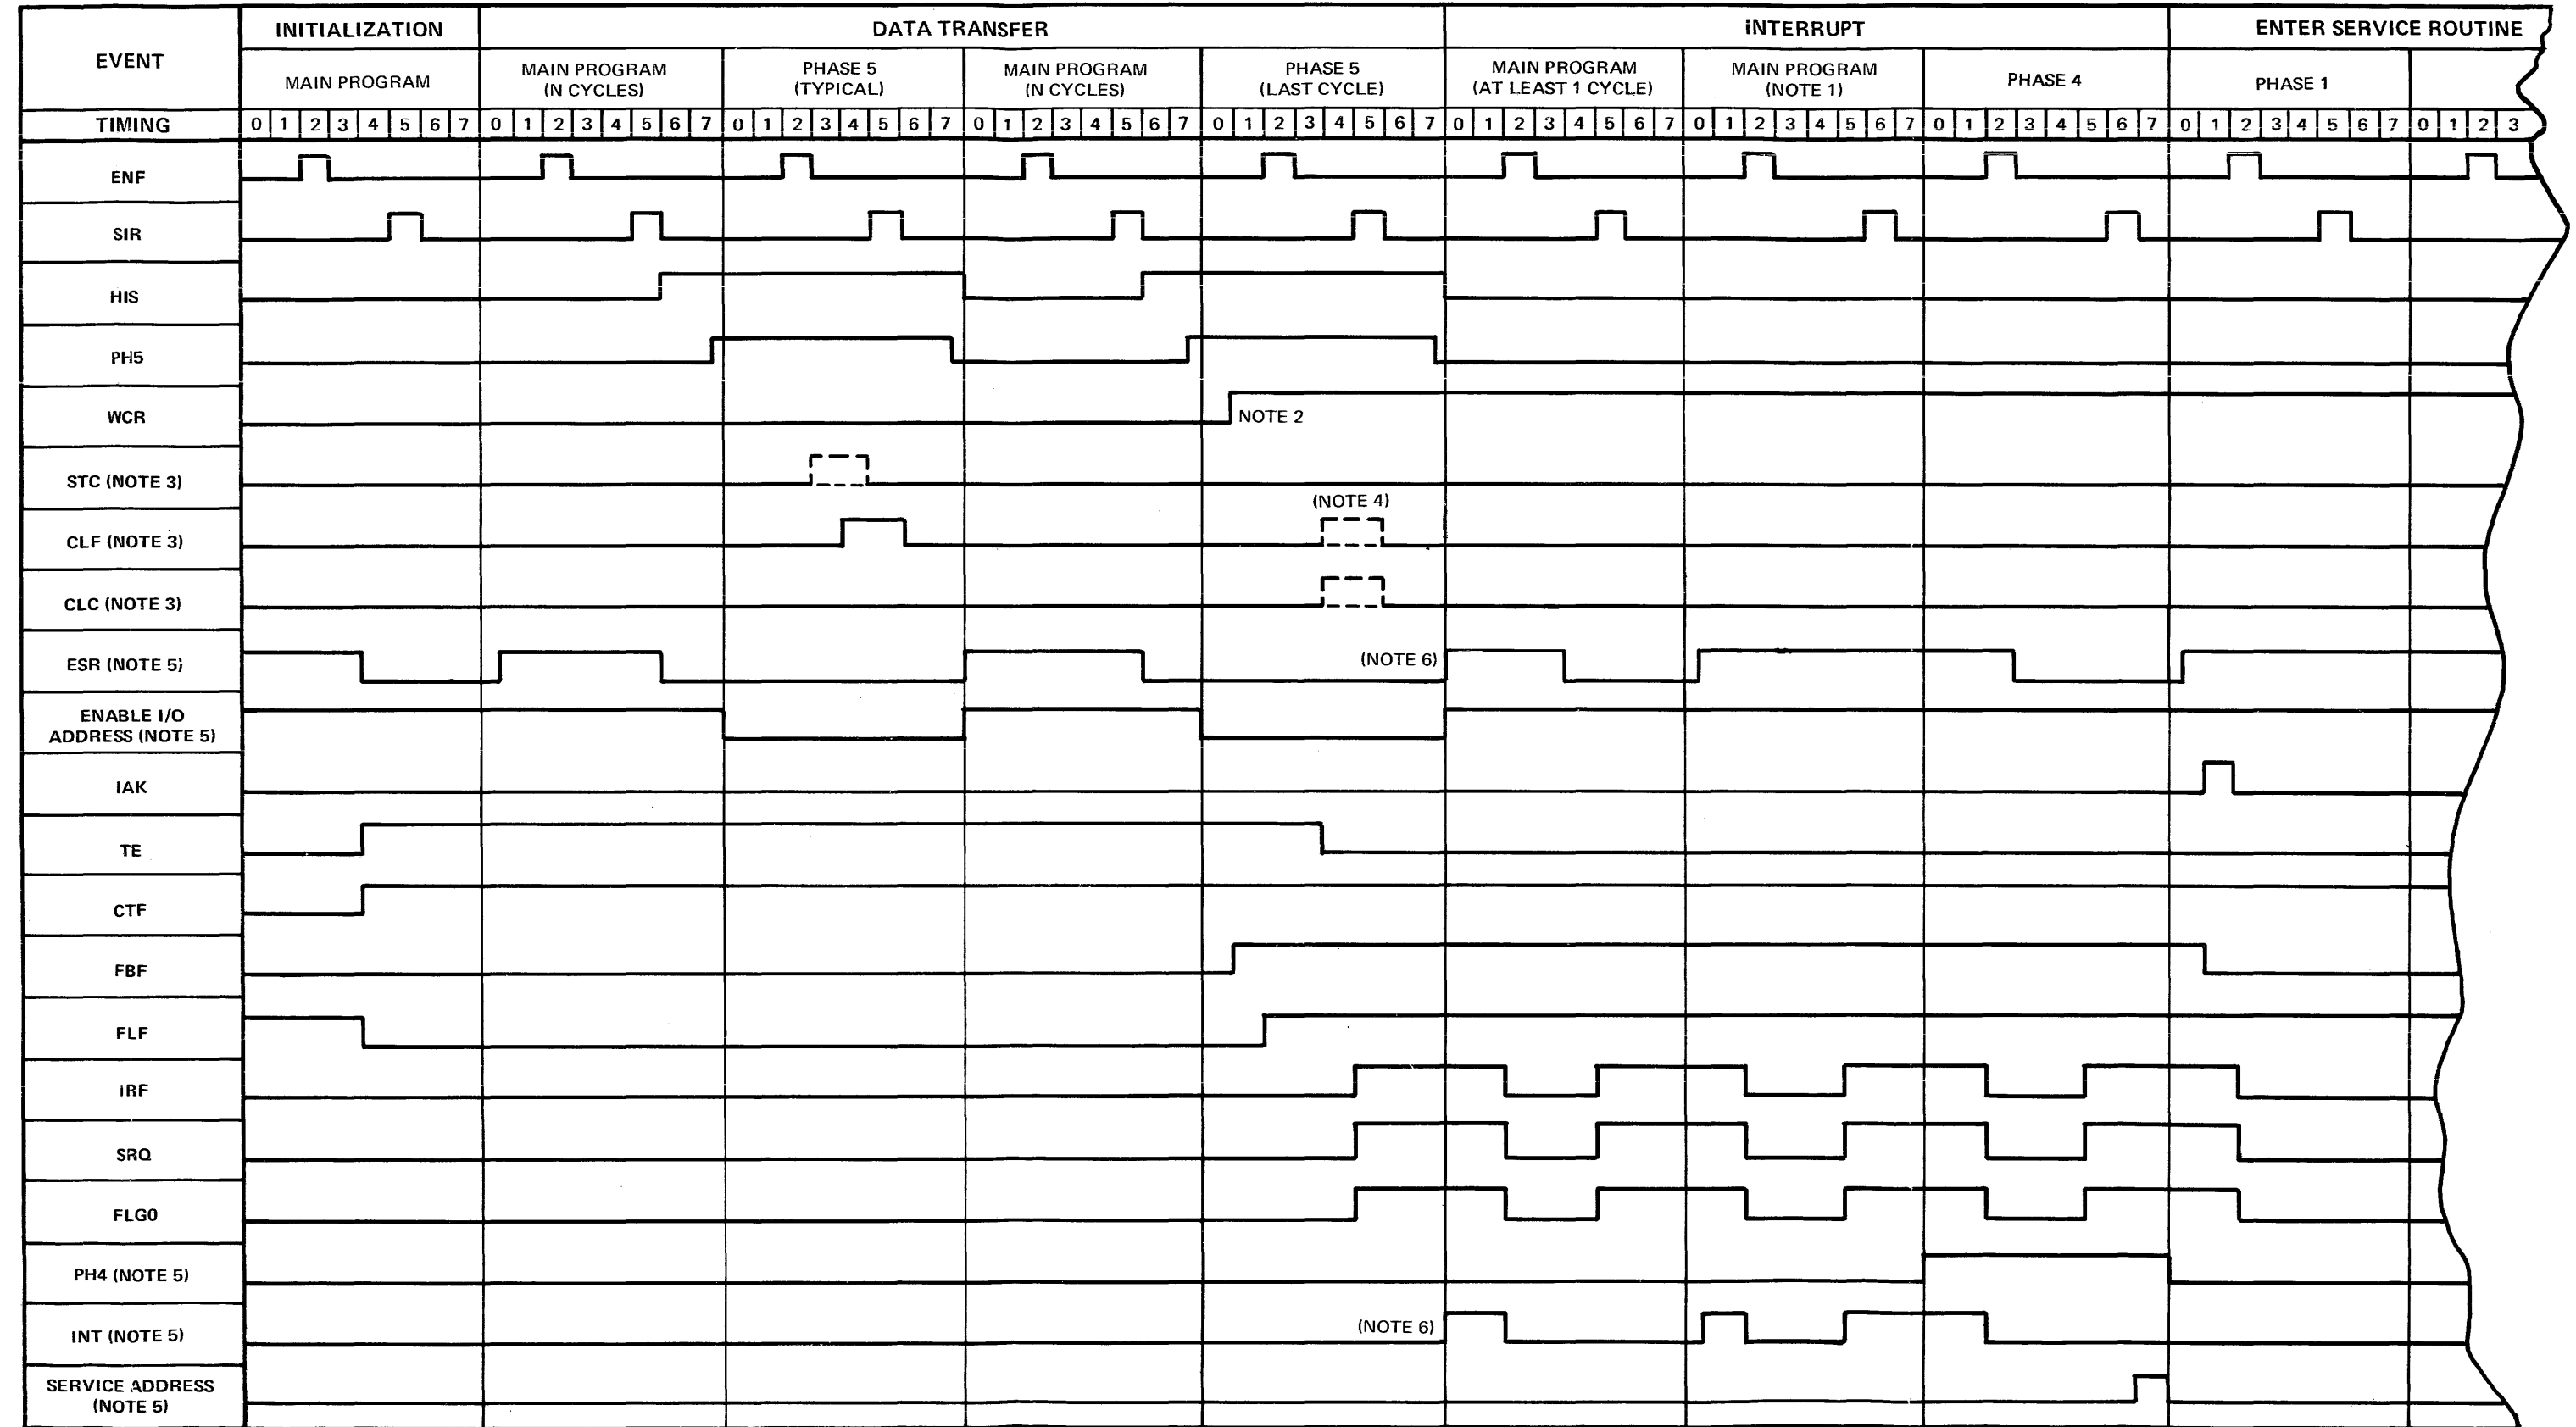 EVENT
INITIALIZATION
DATA TRANSFER
INTERRUPT
ENTER SERVICE ROUTINE
MAIN PROGRAM
MAIN PROGRAM
(N CYCLES)
PHASE 5
(TYPICAL)
MAIN PROGRAM
(N CYCLES)
PHASE 5
(LAST CYCLE)
MAIN PROGRAM
(AT LEAST 1 CYCLE)
MAIN PROGRAM
(NOTE 1)
PHASE 4
PHASE 1
TIMING 0 1 2 3 4 5 6 7 0 1 2 3 4 5 6 7 0 1 2 3 4 5 6 7 0 1 2 3 4 5 6 7 0 1 2 3 4 5 6 7 0 1 2 3 4 5 6 7 0 1 2 3 4 5 6 7 0 1 2 3 4 5 6 7 0 1 2 3 4 5 6 7 0 1 2 3
ENF
SIR
HIS
PH5
WCR NOTE 2
STC (NOTE 3)
(NOTE 4)
CLF (NOTE 3)
CLC (NOTE 3)
ESR (NOTE 5) (NOTE 6)
ENABLE I/O
ADDRESS (NOTE 5)
IAK
TE
CTF
FBF
FLF
IRF
SRQ
FLG0
PH4 (NOTE 5)
INT (NOTE 5) (NOTE 6)
SERVICE ADDRESS
(NOTE 5)